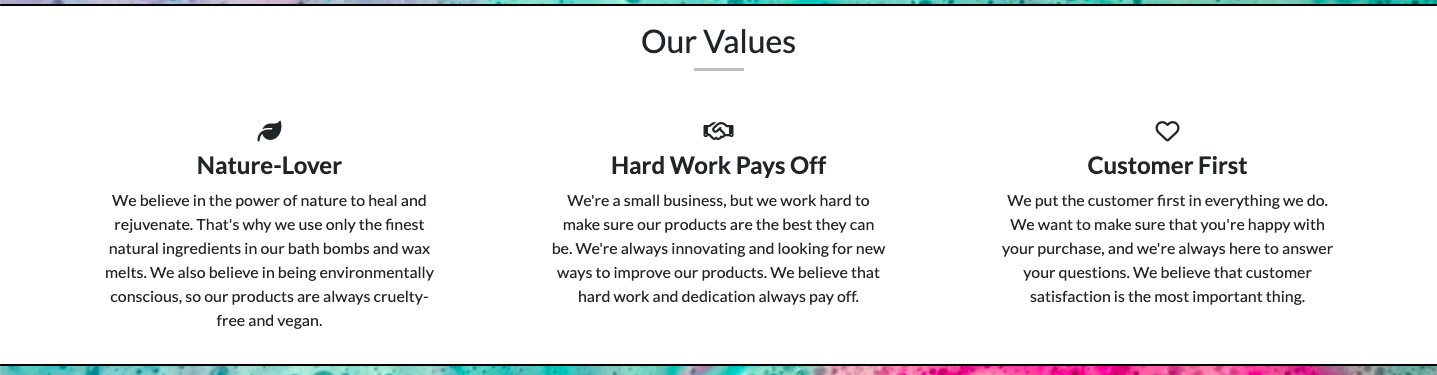 Our Values
Nature-Lover
We believe in the power of nature to heal and
rejuvenate. That's why we use only the finest
natural ingredients in our bath bombs and wax
melts. We also believe in being environmentally
conscious, so our products are always cruelty-
free and vegan.
Hard Work Pays Off
We're a small business, but we work hard to
make sure our products are the best they can
be. We're always innovating and looking for new
ways to improve our products. We believe that
hard work and dedication always pay off.
Customer First
We put the customer first in everything we do.
We want to make sure that you're happy with
your purchase, and we're always here to answer
your questions. We believe that customer
satisfaction is the most important thing.